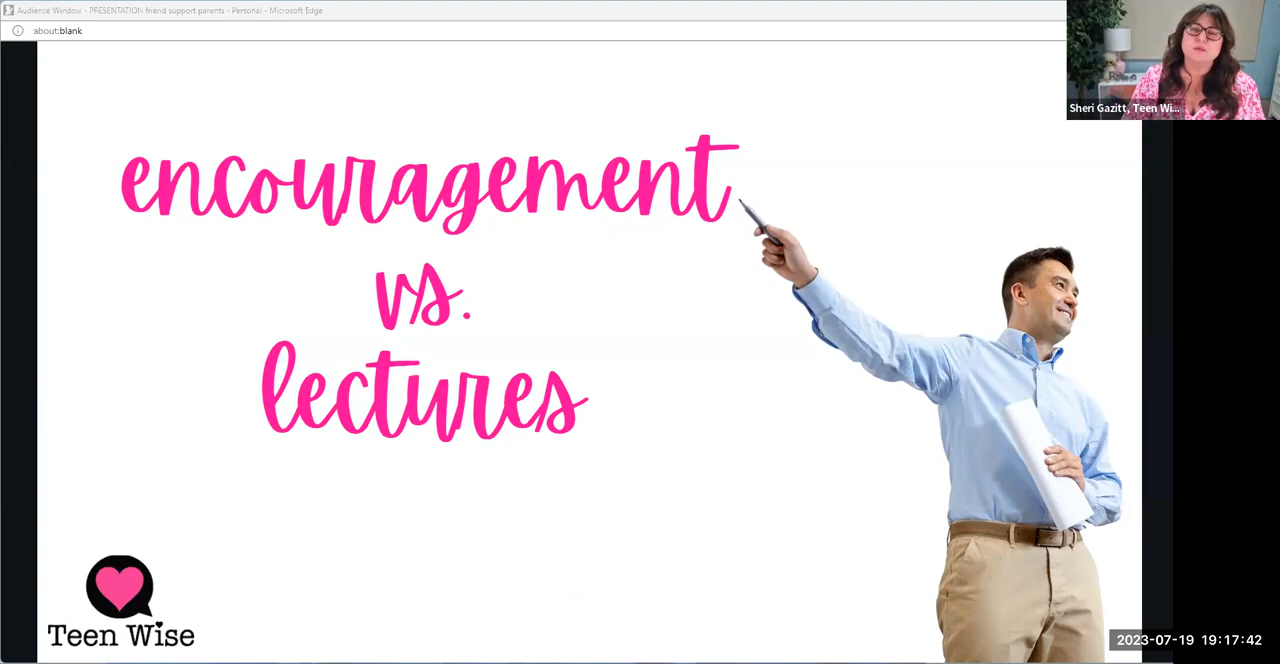 Audience Window - PRESENTATION friend support parents - Personal - Microsoft Edge
about:blank
Sheri Gazitt, Teen Wi...
encouragement
vs.
lectures
Teen Wise
2023-07-19 19:17:42